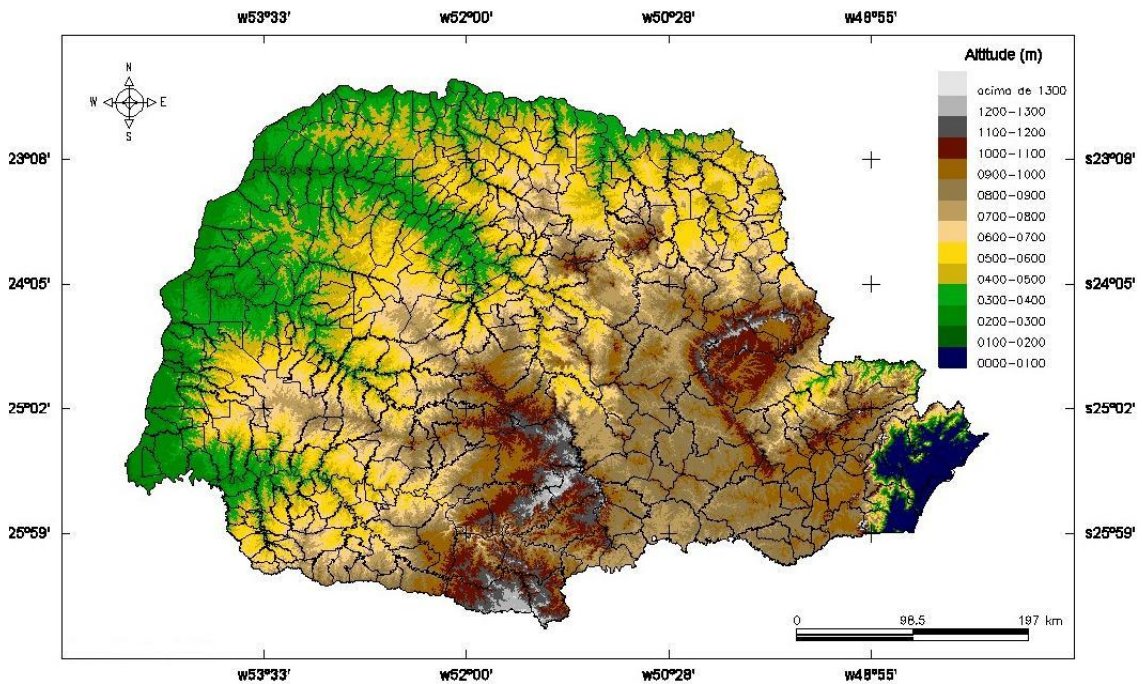 w53°33' w52°00' w50°28' w48°55'
Altitude (m)
N
W E
S
acima de 1300
1200-1300
1100-1200
1000-1100
0900-1000
0800-0900
0700-0800
0600-0700
0500-0600
0400-0500
0300-0400
0200-0300
0100-0200
0000-0100
23°08' s23°08'
24°05' s24°05'
25°02' s25°02'
25°59' s25°59'
0 98.5 197 km
w53°33' w52°00' w50°28' w48°55'